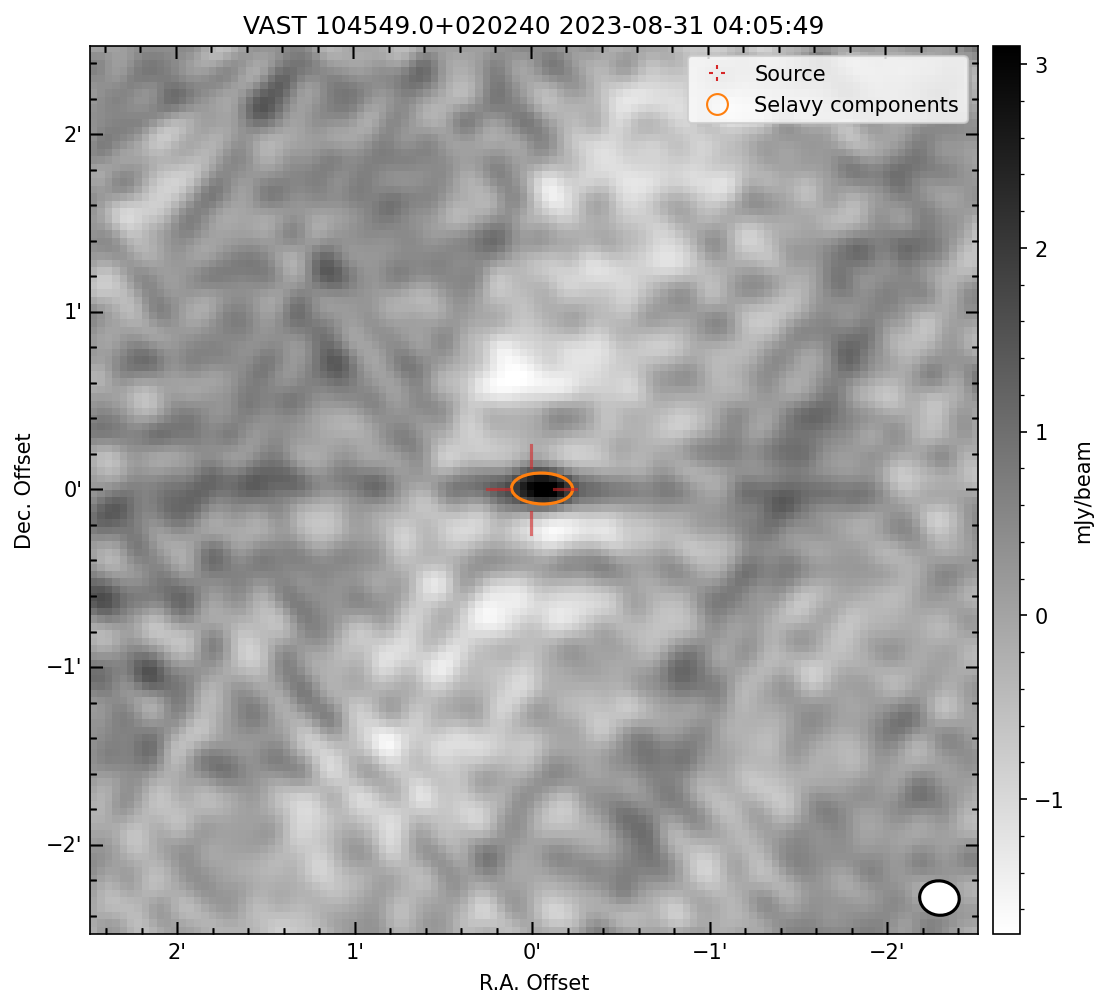 VAST 104549.0+020240 2023-08-31 04:05:49
Source
Selavy components
2'
1'
0'
−1'
−2'
Dec. Offset
2'
1'
0'
−1'
−2'
R.A. Offset
3
2
1
0
−1
mJy/beam